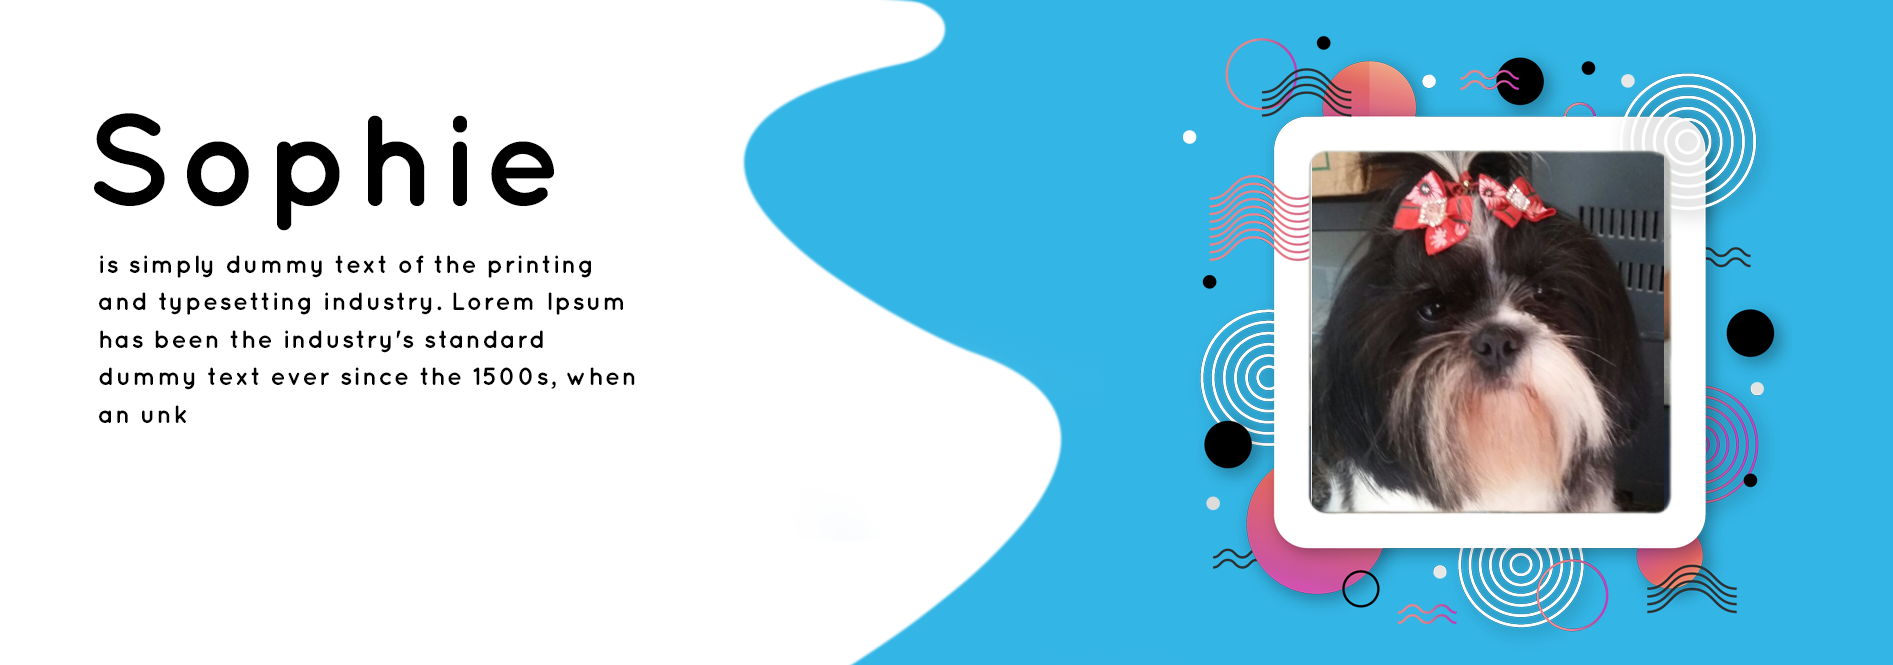 Sophie
is simply dummy text of the printing
and typesetting industry. Lorem Ipsum
has been the industry's standard
dummy text ever since the 1500s, when
an unk